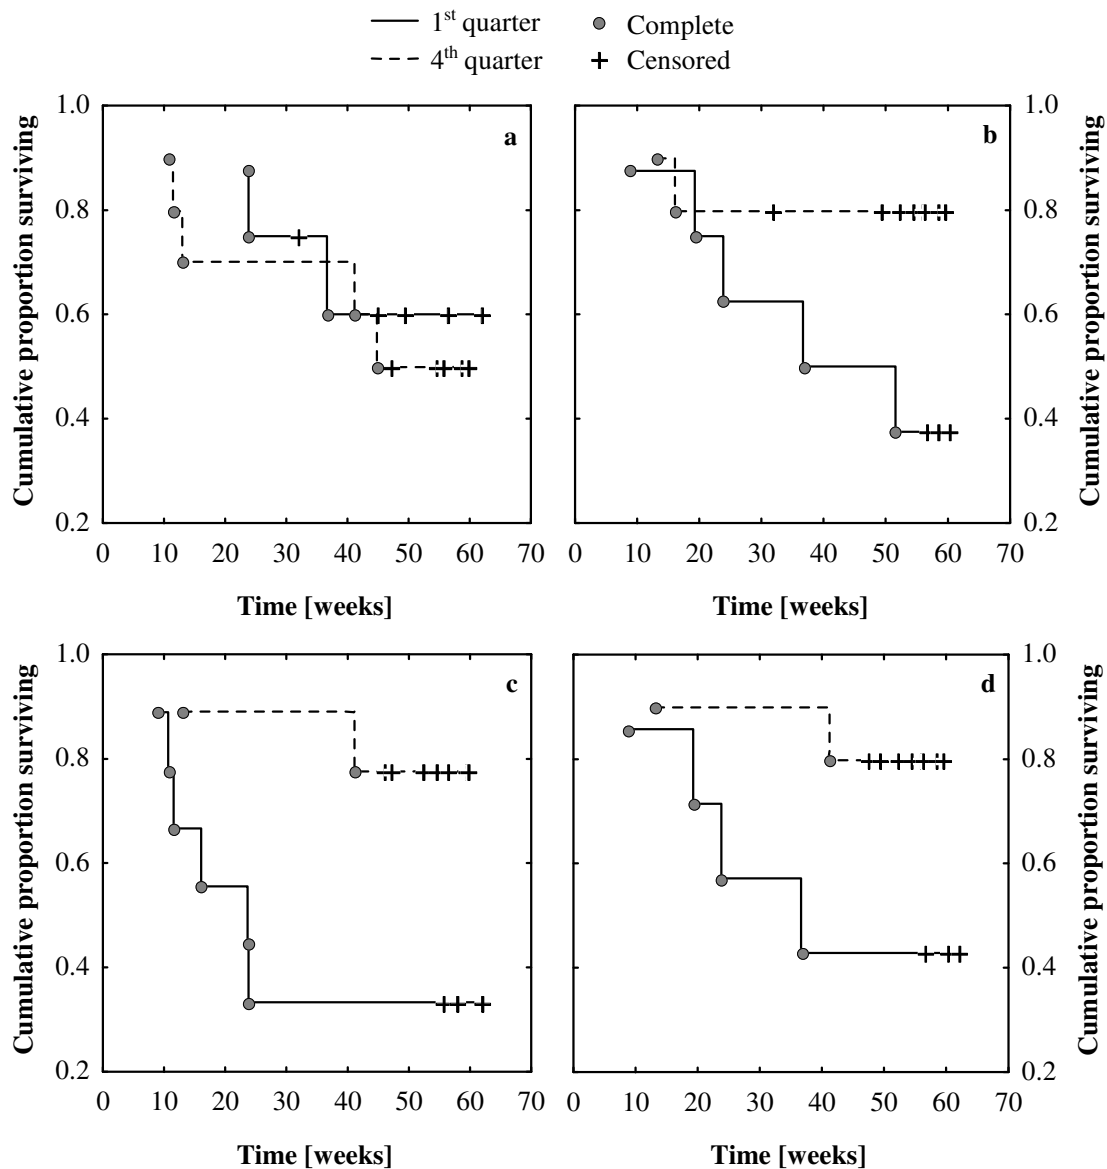 1st quarter Complete
4th quarter Censored
1.0 1.0
a b
0.8 0.8
0.6 0.6
0.4 0.4
0.2 0.2
0 10 20 30 40 50 60 70 0 10 20 30 40 50 60 70
Cumulative proportion surviving Cumulative proportion surviving
Time [weeks] Time [weeks]
1.0 1.0
c d
0.8 0.8
0.6 0.6
0.4 0.4
0.2 0.2
0 10 20 30 40 50 60 70 0 10 20 30 40 50 60 70
Cumulative proportion surviving Cumulative proportion surviving
Time [weeks] Time [weeks]